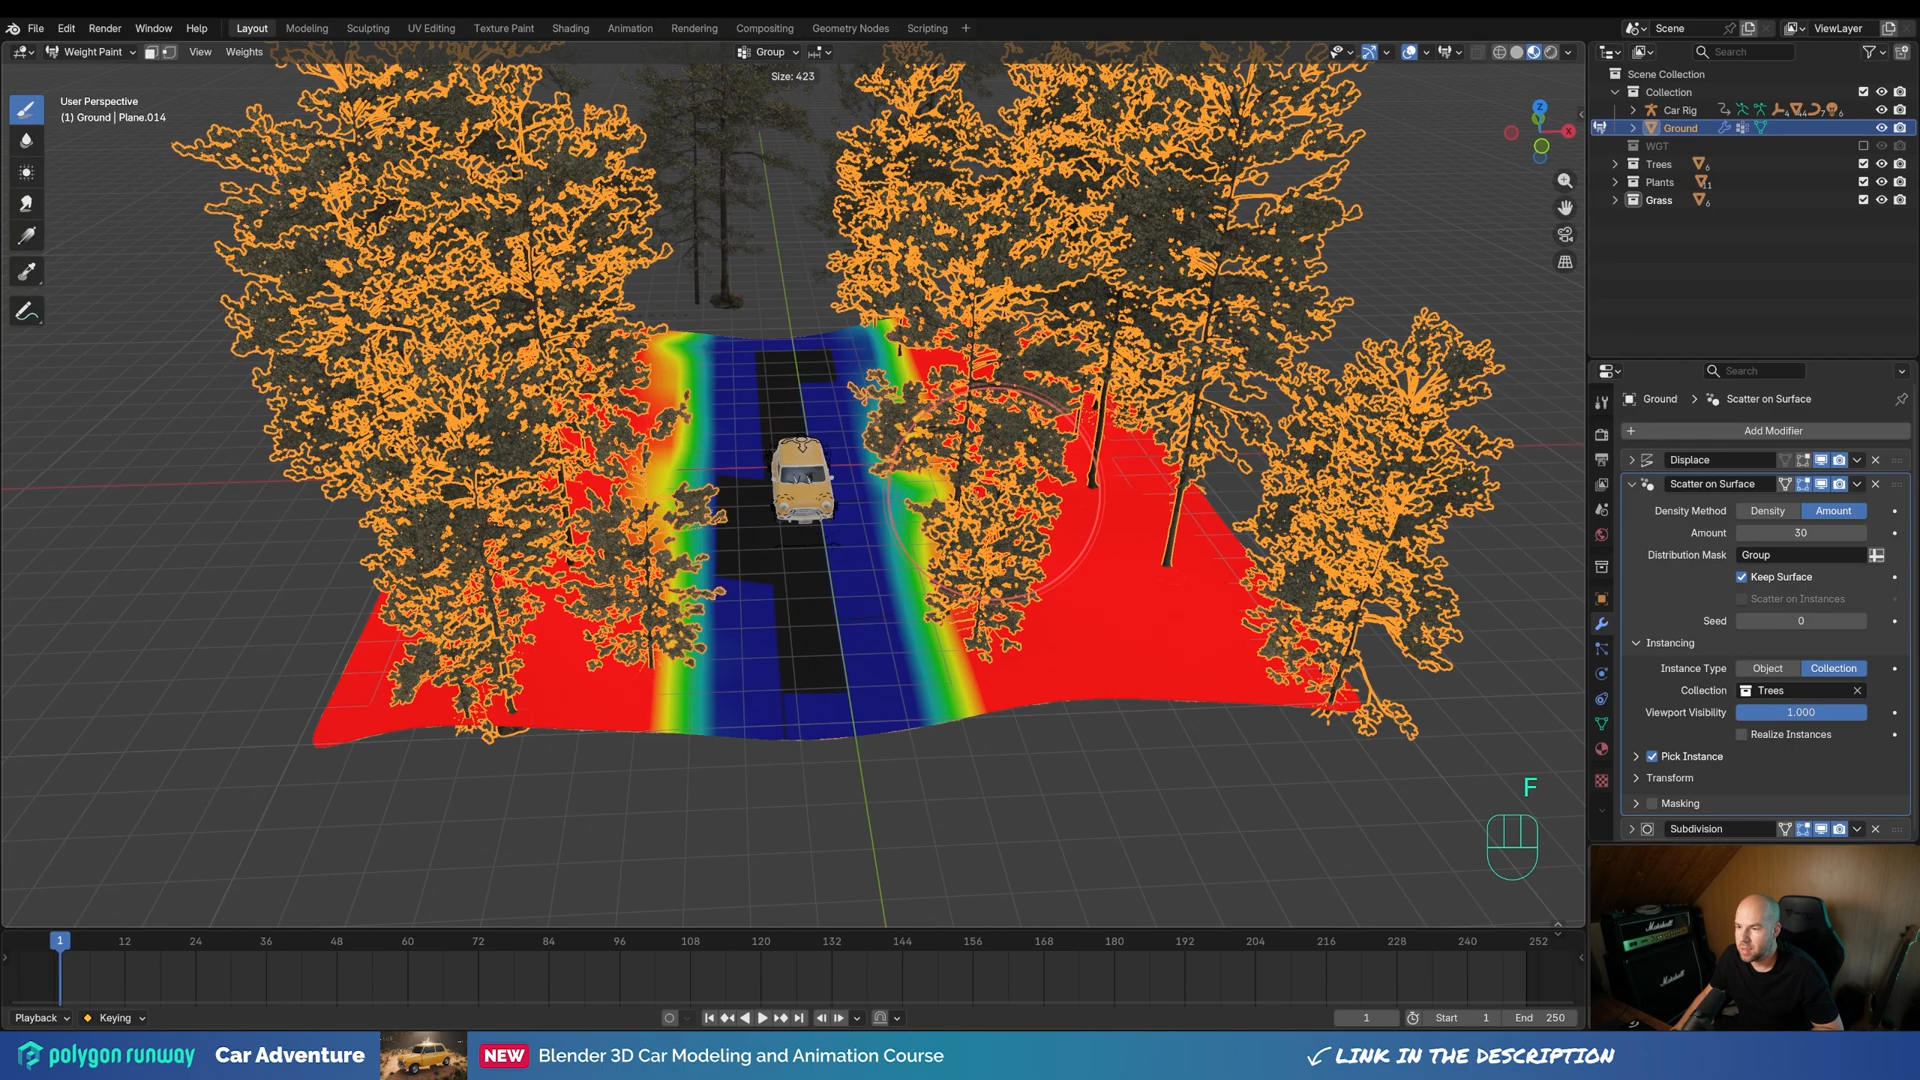 File Edit Render Window Help Layout Modeling Sculpting UV Editing Texture Paint Shading Animation Rendering Compositing Geometry Nodes Scripting + Scene ViewLayer
Weight Paint View Weights Group Search
Size: 423
User Perspective
(1) Ground | Plane.014
Z
X
Scene Collection
Collection
Car Rig
Ground
WGT
Trees 6
Plants 11
Grass 6
Search
Ground > Scatter on Surface
+ Add Modifier
Displace
Scatter on Surface
Density Method Density Amount
Amount 30
Distribution Mask Group
Keep Surface
Scatter on Instances
Seed 0
Instancing
Instance Type Object Collection
Collection Trees
Viewport Visibility 1.000
Realize Instances
Pick Instance
Transform
Masking
Subdivision
F
1 12 24 36 48 60 72 84 96 108 120 132 144 156 168 180 192 204 216 228 240 252
Playback Keying 1 Start 1 End 250
Marshall
Marshall
polygon runway Car Adventure NEW Blender 3D Car Modeling and Animation Course LINK IN THE DESCRIPTION